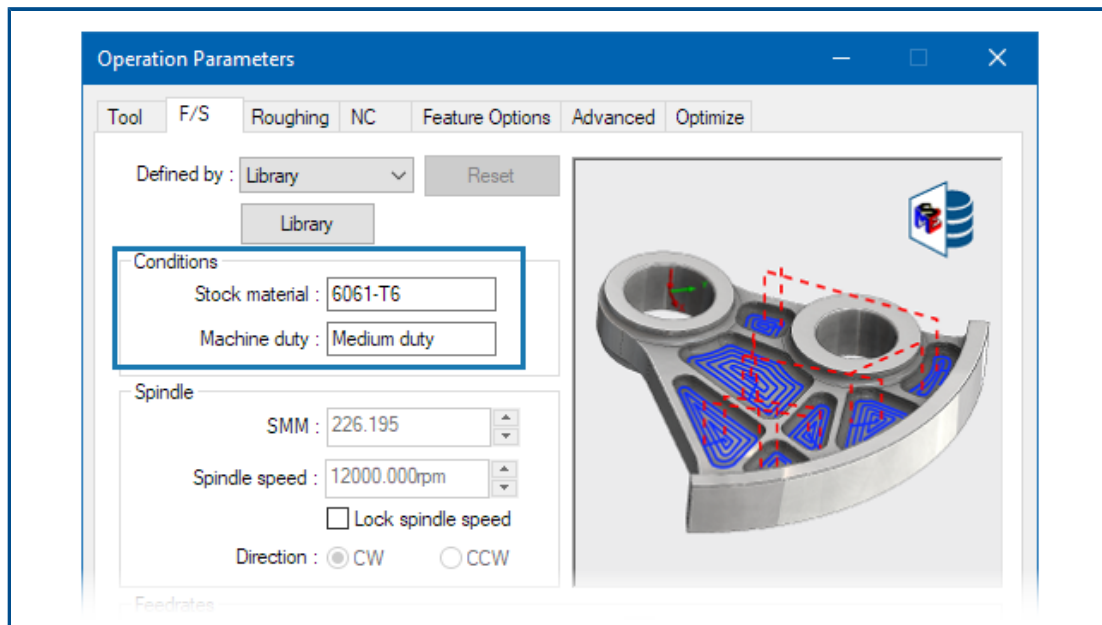 Operation Parameters
Tool F/S Roughing NC Feature Options Advanced Optimize
Defined by : Library Reset
Library
Conditions
Stock material : 6061-T6
Machine duty : Medium duty
Spindle
SMM : 226.195
Spindle speed : 12000.000rpm
Lock spindle speed
Direction : CW CCW
Feedrates